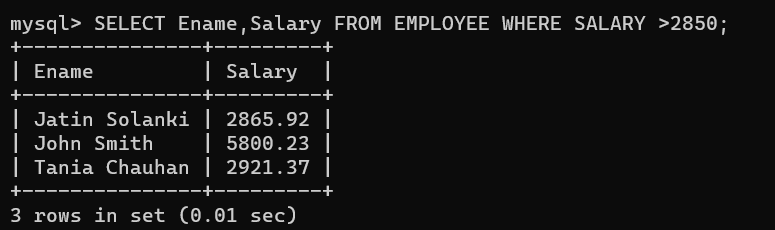 mysql> SELECT Ename,Salary FROM EMPLOYEE WHERE SALARY >2850;
+---------------+---------+
| Ename         | Salary  |
+---------------+---------+
| Jatin Solanki | 2865.92 |
| John Smith    | 5800.23 |
| Tania Chauhan | 2921.37 |
+---------------+---------+
3 rows in set (0.01 sec)